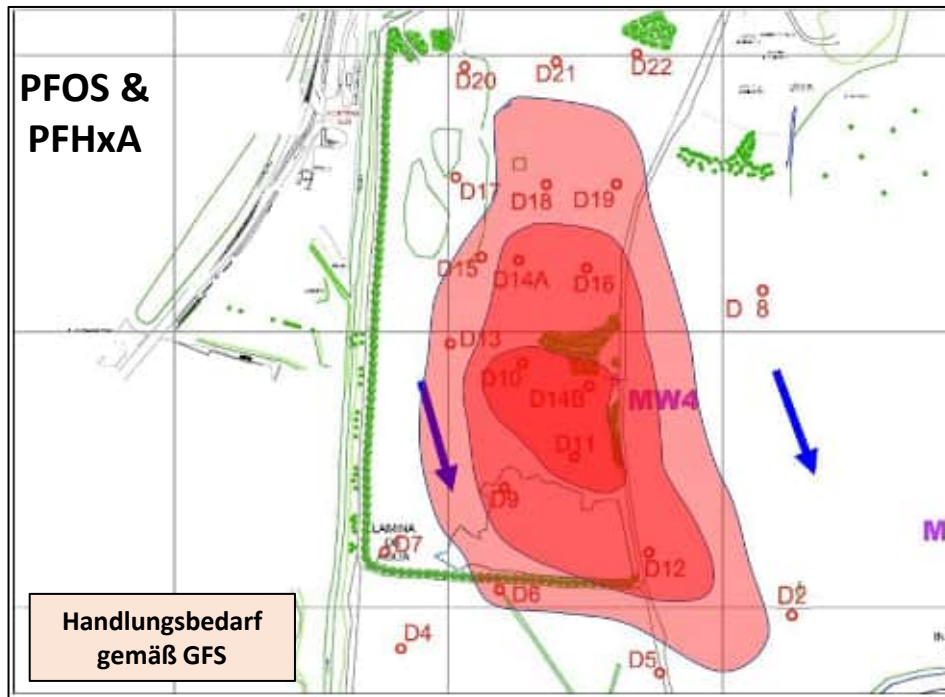 PFOS &
PFHxA
D20
D21
D22
D17
D18
D19
D15
D14A
D16
D 8
D13
D10
D14B
MW4
D11
D9
LAMINA
D7
D12
D6
D2
D4
D5
M
Handlungsbedarf
gemäß GFS